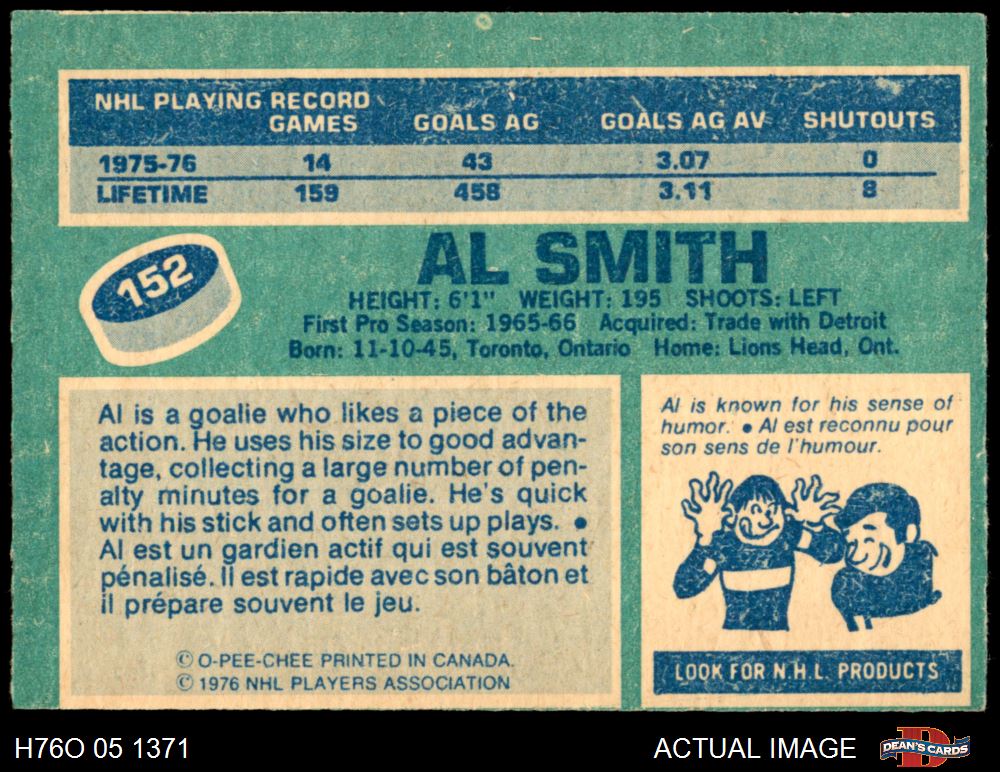 NHL PLAYING RECORD
GAMES GOALS AG GOALS AG AV SHUTOUTS
1975-76 14 43 3.07 0
LIFETIME 159 458 3.11 8
152
AL SMITH
HEIGHT: 6'1" WEIGHT: 195 SHOOTS: LEFT
First Pro Season: 1965-66 Acquired: Trade with Detroit
Born: 11-10-45, Toronto, Ontario Home: Lions Head, Ont.
Al is a goalie who likes a piece of the
action. He uses his size to good advan-
tage, collecting a large number of pen-
alty minutes for a goalie. He's quick
with his stick and often sets up plays. •
Al est un gardien actif qui est souvent
pénalisé. Il est rapide avec son bâton et
il prépare souvent le jeu.
© O-PEE-CHEE PRINTED IN CANADA.
© 1976 NHL PLAYERS ASSOCIATION
Al is known for his sense of
humor. • Al est reconnu pour
son sens de l'humour.
LOOK FOR N.H.L. PRODUCTS
H76O 05 1371
ACTUAL IMAGE
D
DEAN'S CARDS